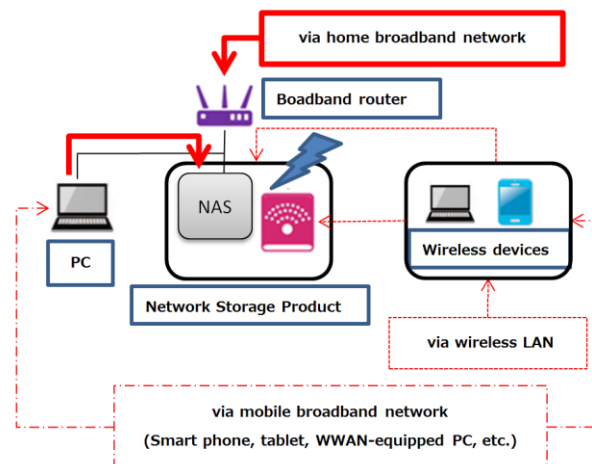 via home broadband network
Boadband router
NAS
PC
Wireless devices
Network Storage Product
via wireless LAN
via mobile broadband network
(Smart phone, tablet, WWAN-equipped PC, etc.)